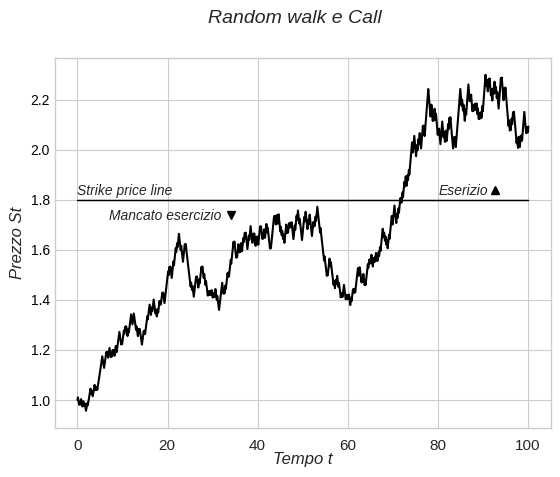 Random walk e Call
Prezzo St
2.2
2.0
1.8
1.6
1.4
1.2
1.0
Strike price line
Eserizio ▲
Mancato esercizio ▼
0 20 40 60 80 100
Tempo t